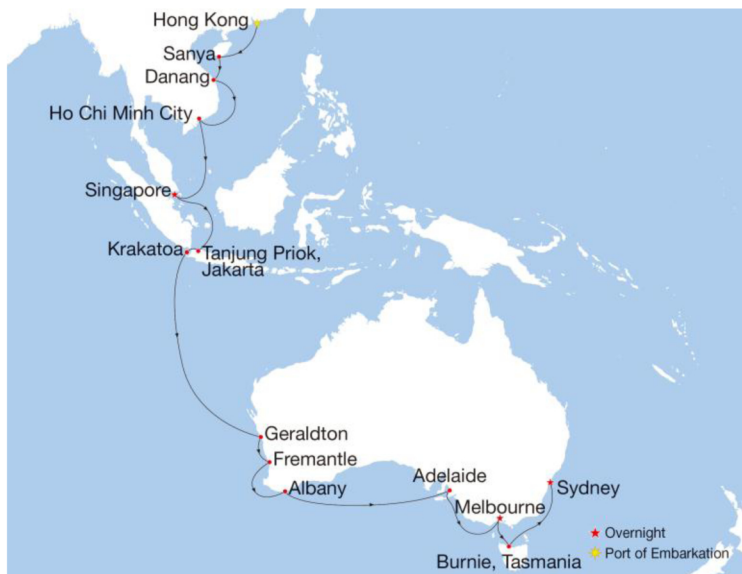 Hong Kong
Sanya
Danang
Ho Chi Minh City
Singapore
Krakatoa
Tanjung Priok,
Jakarta
Geraldton
Fremantle
Albany
Adelaide
Melbourne
Sydney
Burnie, Tasmania
Overnight
Port of Embarkation